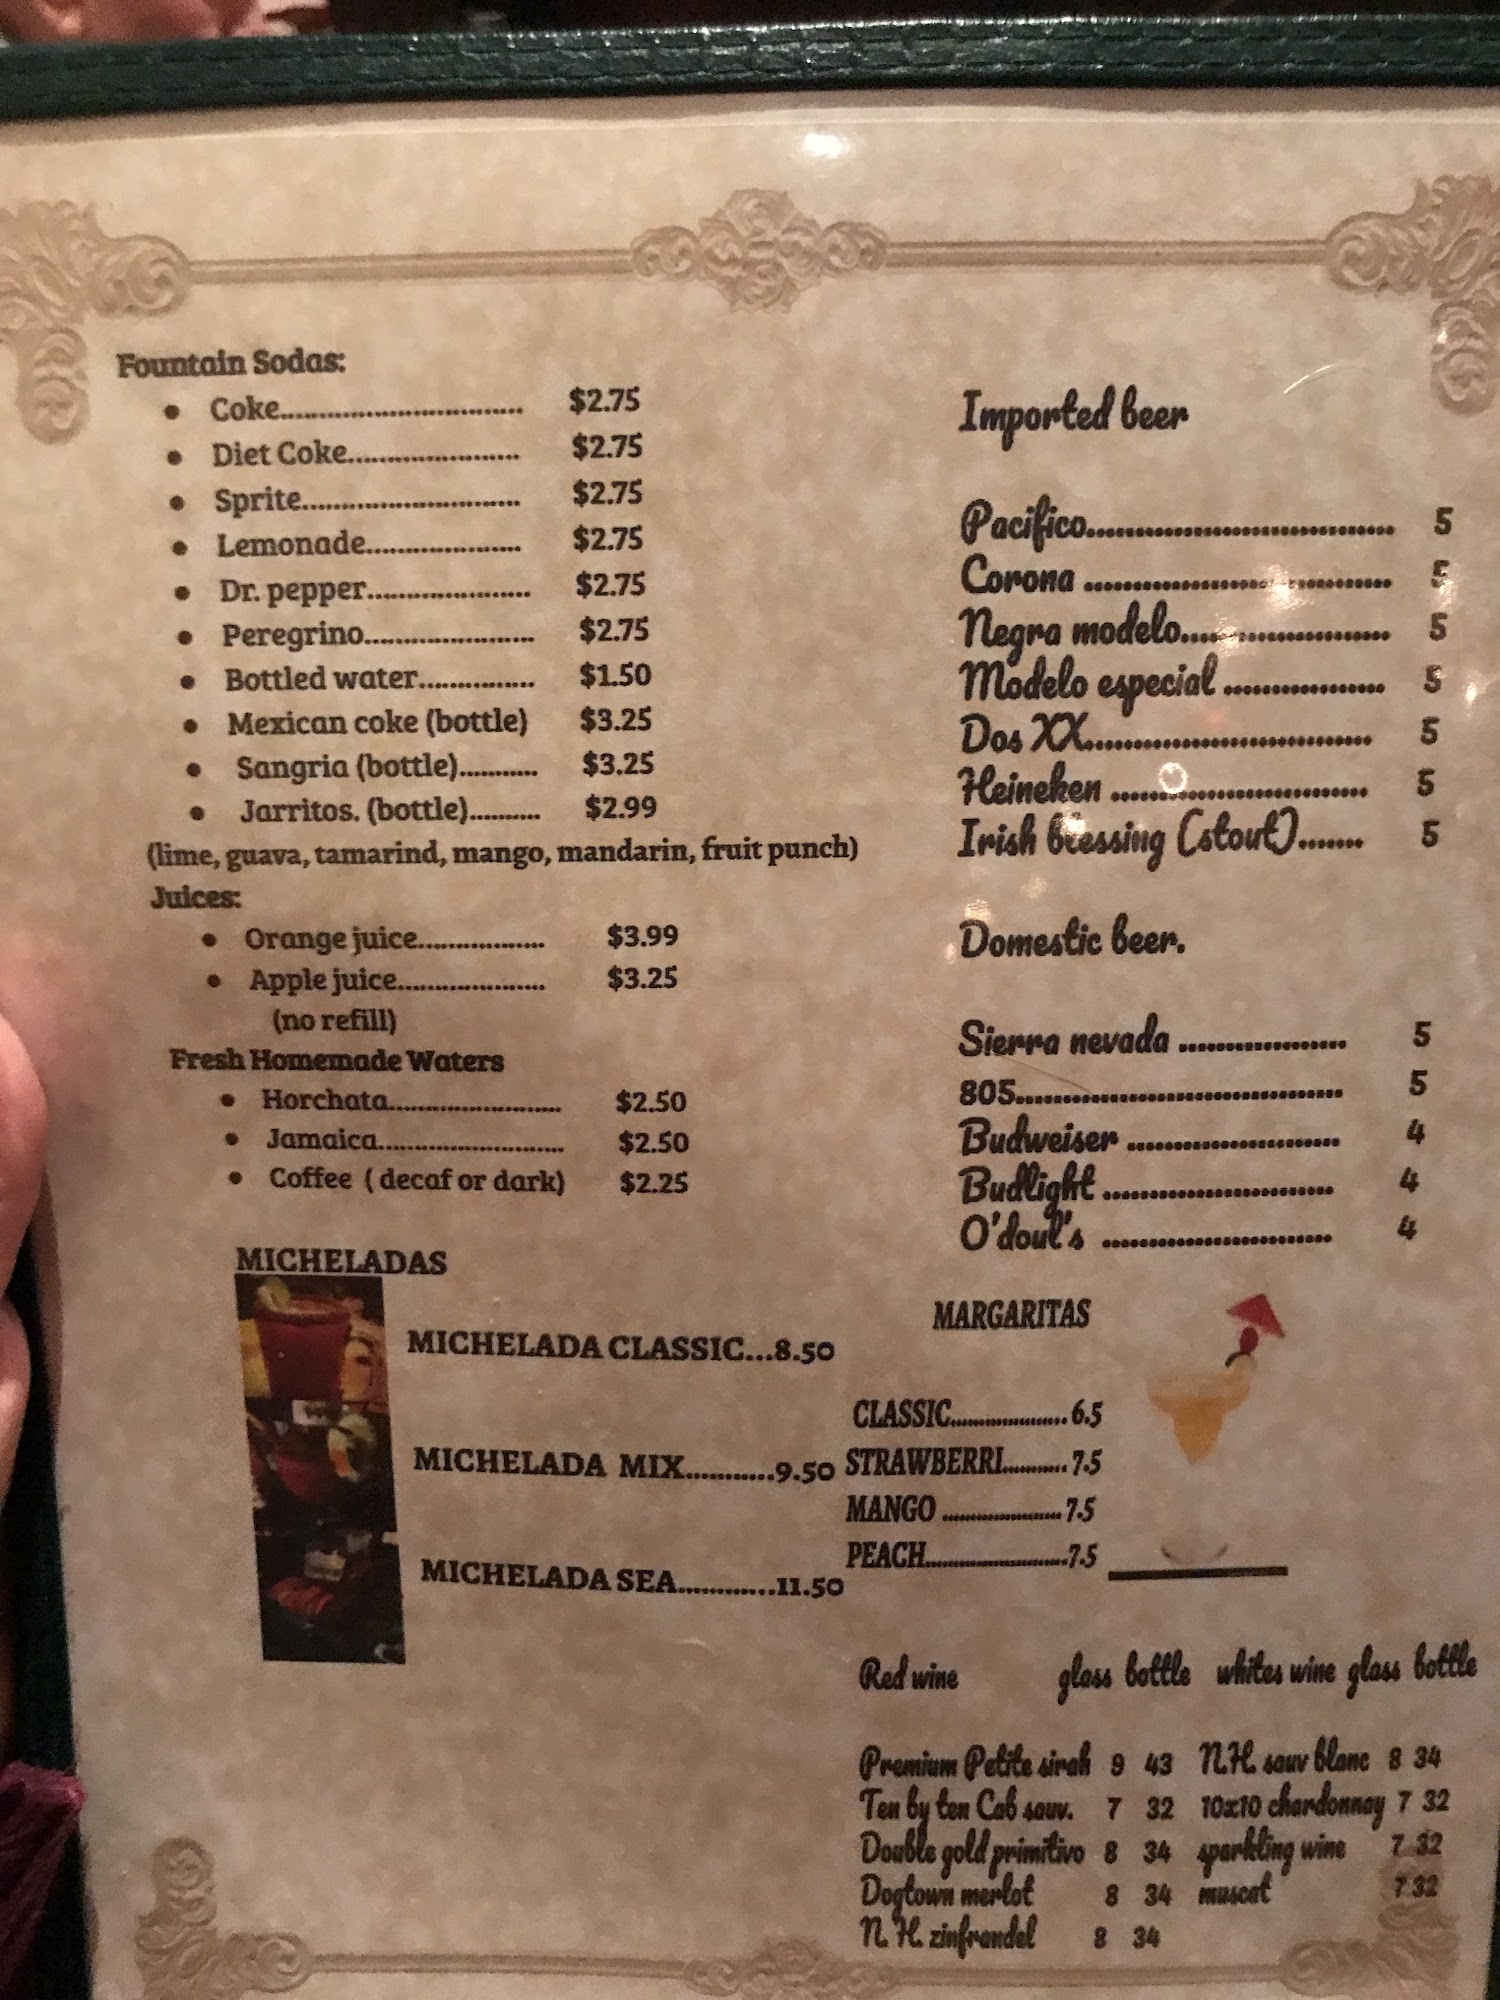 Fountain Sodas:
• Coke............................... $2.75
• Diet Coke...................... $2.75
• Sprite............................ $2.75
• Lemonade.................... $2.75
• Dr. pepper..................... $2.75
• Peregrino...................... $2.75
• Bottled water............... $1.50
• Mexican coke (bottle) $3.25
• Sangria (bottle).......... $3.25
• Jarritos. (bottle)......... $2.99
(lime, guava, tamarind, mango, mandarin, fruit punch)
Juices:
• Orange juice................. $3.99
• Apple juice................... $3.25
(no refill)
Fresh Homemade Waters
• Horchata....................... $2.50
• Jamaica........................ $2.50
• Coffee ( decaf or dark) $2.25
MICHELADAS
MICHELADA CLASSIC...8.50
MICHELADA MIX...........9.50
MICHELADA SEA............11.50
Imported beer
Pacifico....................................... 5
Corona ....................................... 5
Negra modelo.......................... 5
Modelo especial ................. 5
Dos XX.................................... 5
Heineken ................................ 5
Irish blessing (stout)....... 5
Domestic beer.
Sierra nevada ................... 5
805......................................... 5
Budweiser ........................... 4
Budlight ............................. 4
O'doul's ............................. 4
MARGARITAS
CLASSIC.....................6.5
STRAWBERRI...........7.5
MANGO ......................7.5
PEACH.........................7.5
Red wine glass bottle whites wine glass bottle
Premium Petite sirah 9 43 N.H. sauv blanc 8 34
Ten by ten Cab sauv. 7 32 10x10 chardonnay 7 32
Double gold primitivo 8 34 sparkling wine 7 32
Dogtown merlot 8 34 muscat 7 32
N.H. zinfrandel 8 34